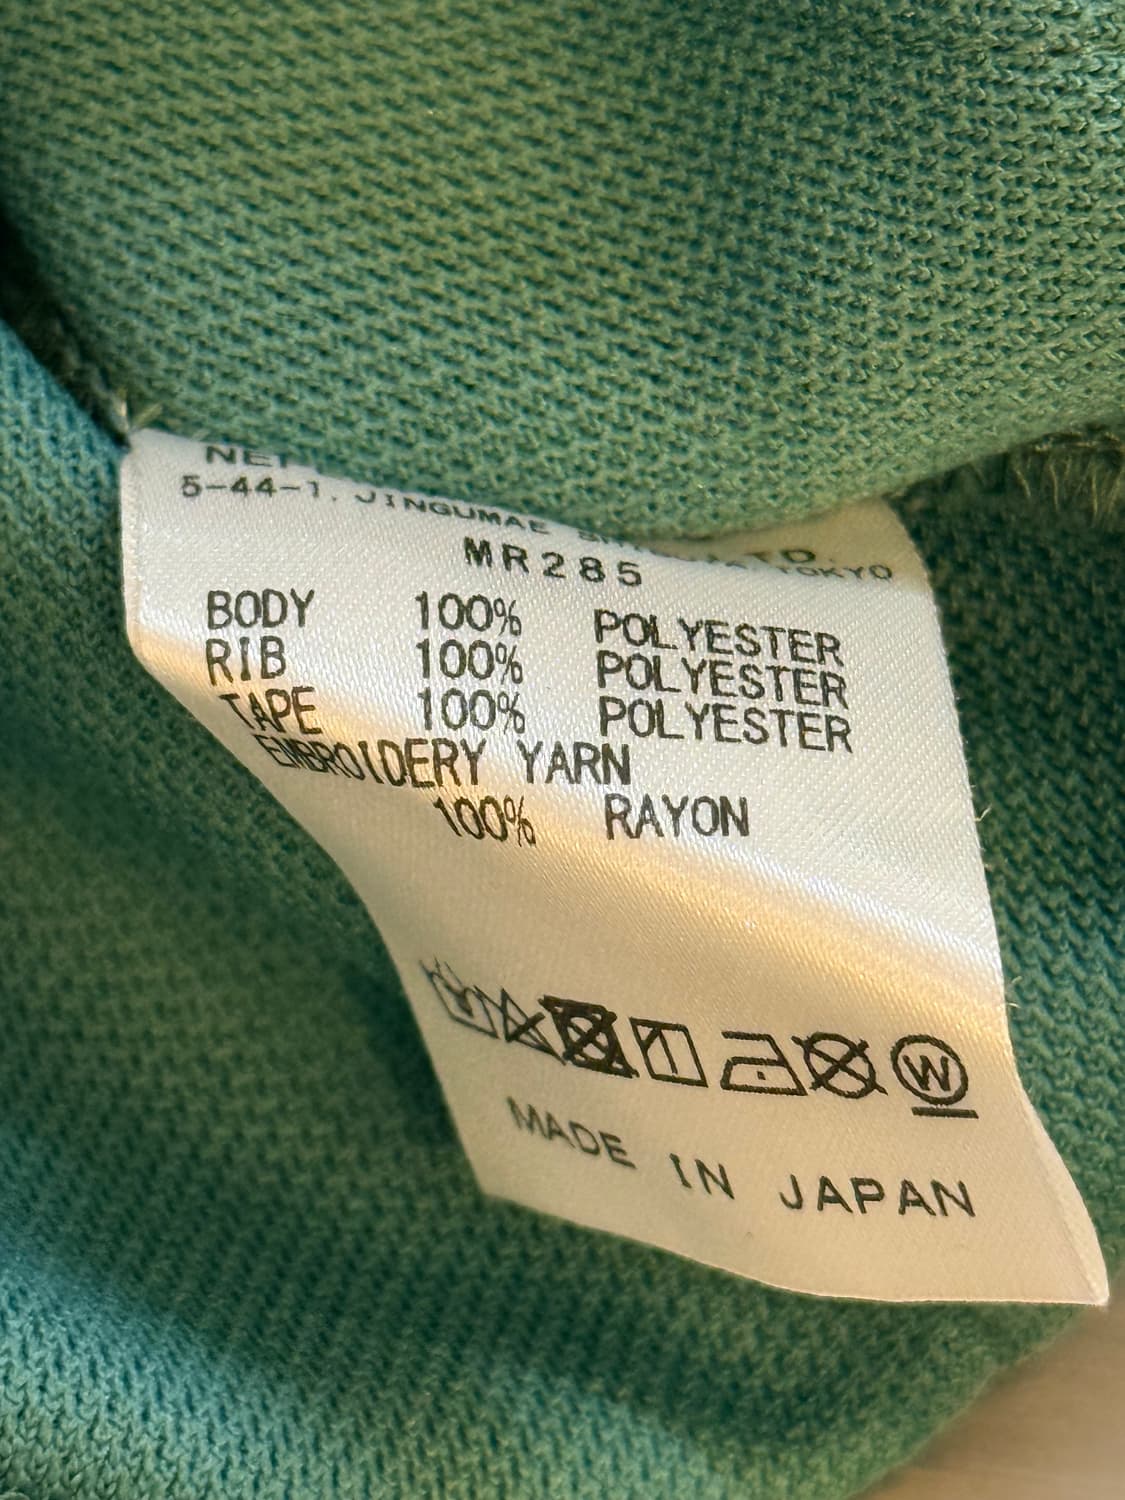 5-44-1. JINGUMAE TOKYO
MR285
BODY 100% POLYESTER
RIB 100% POLYESTER
TAPE 100% POLYESTER
EMBROIDERY YARN
100% RAYON
W
MADE IN JAPAN